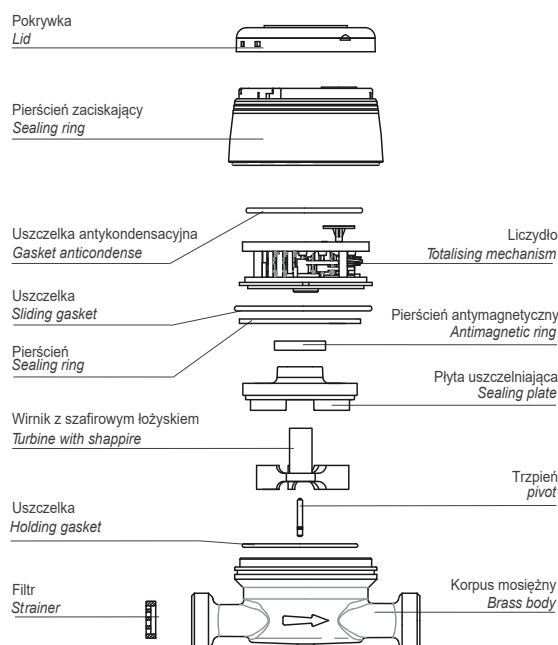 Pokrywka
Lid
Pierścień zaciskający
Sealing ring
Uszczelka antykondensacyjna
Gasket anticondense
Liczydło
Totalising mechanism
Uszczelka
Sliding gasket
Pierścień antymagnetyczny
Antimagnetic ring
Pierścień
Sealing ring
Płyta uszczelniająca
Sealing plate
Wirnik z szafirowym łożyskiem
Turbine with shappire
Trzpień
pivot
Uszczelka
Holding gasket
Filtr
Strainer
Korpus mosiężny
Brass body